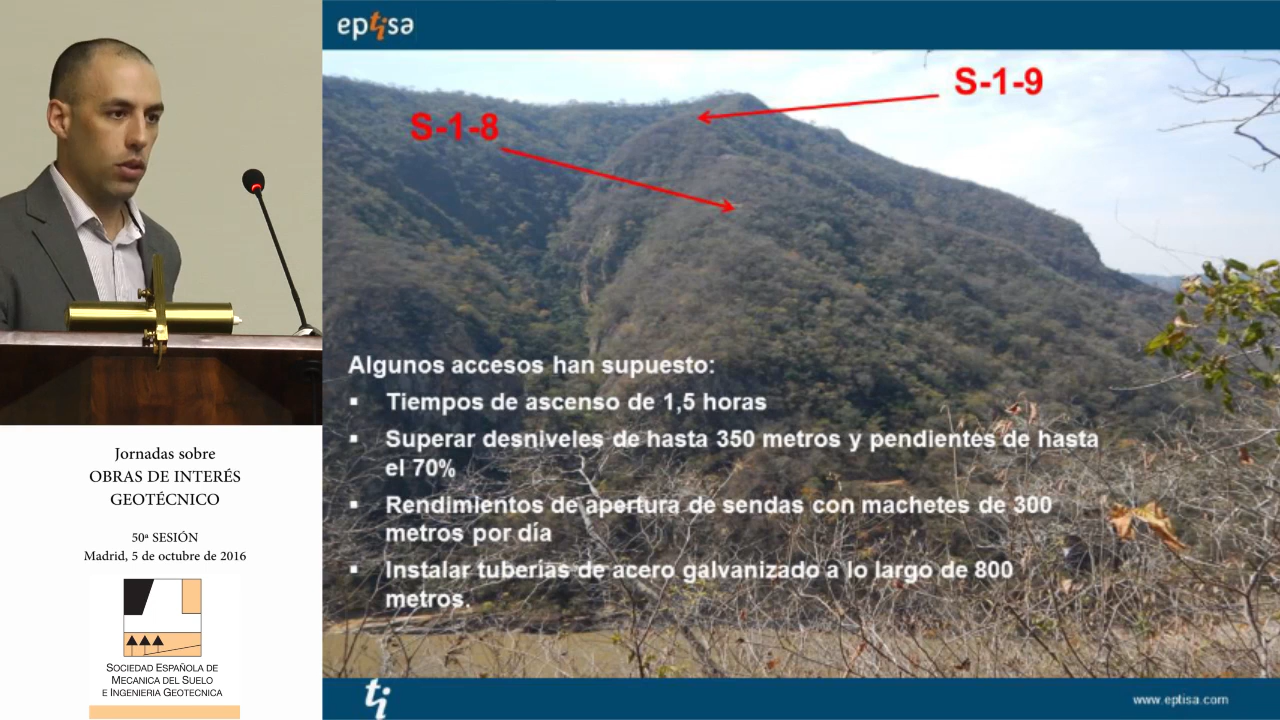 eptisa
S-1-9
S-1-8
Algunos accesos han supuesto:
▪ Tiempos de ascenso de 1,5 horas
▪ Superar desniveles de hasta 350 metros y pendientes de hasta
el 70%
▪ Rendimientos de apertura de sendas con machetes de 300
metros por día
▪ Instalar tuberías de acero galvanizado a lo largo de 800
metros.
ti
www.eptisa.com
Jornadas sobre
OBRAS DE INTERÉS
GEOTÉCNICO
50ª SESIÓN
Madrid, 5 de octubre de 2016
SOCIEDAD ESPAÑOLA DE
MECANICA DEL SUELO
E INGENIERIA GEOTECNICA